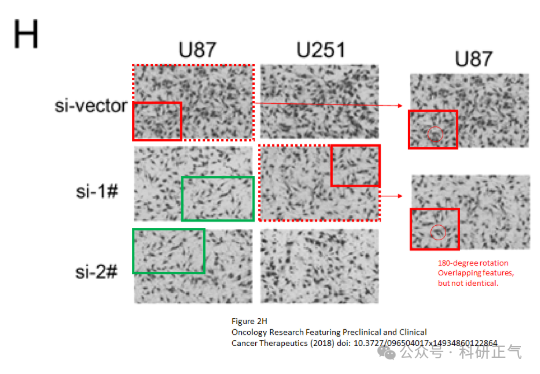 H
U87 U251
U87
si-vector
si-1#
si-2#
180-degree rotation
Overlapping features,
but not identical.
Figure 2H
Oncology Research Featuring Preclinical and Clinical
Cancer Therapeutics (2018) doi: 10.3727/096504017x14934860122864
公众号 · 科研正气